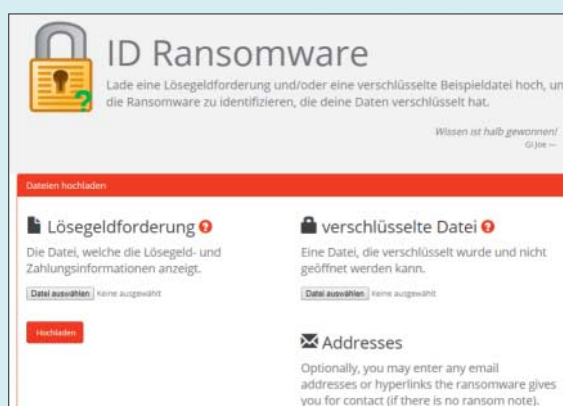 ID Ransomware
Lade eine Lösegeldforderung und/oder eine verschlüsselte Beispieldatei hoch, um
die Ransomware zu identifizieren, die deine Daten verschlüsselt hat.
Wissen ist halb gewonnen!
GI Joe —
Dateien hochladen
Lösegeldforderung ?
Die Datei, welche die Lösegeld- und
Zahlungsinformationen anzeigt.
Datei auswählen Keine ausgewählt
Hochladen
verschlüsselte Datei ?
Eine Datei, die verschlüsselt wurde und nicht
geöffnet werden kann.
Datei auswählen Keine ausgewählt
Addresses
Optionally, you may enter any email
addresses or hyperlinks the ransomware gives
you for contact (if there is no ransom note).